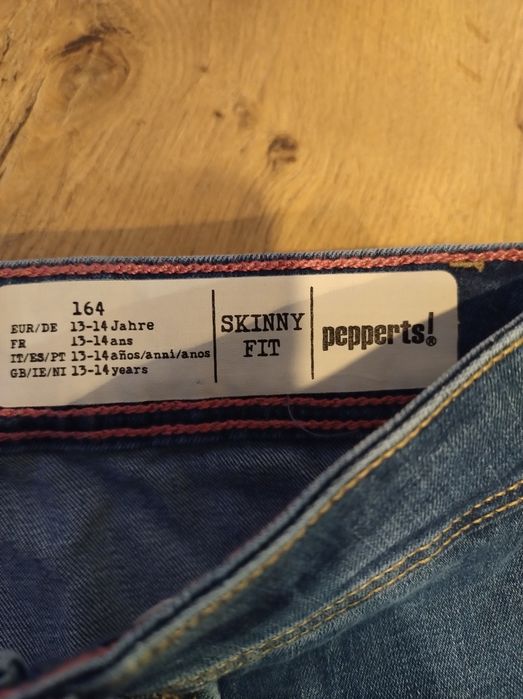 164
EUR/DE 13-14 Jahre
FR 13-14 ans
IT/ES/PT 13-14 años/anni/anos
GB/IE/NI 13-14 years
SKINNY
FIT
pepperts!®